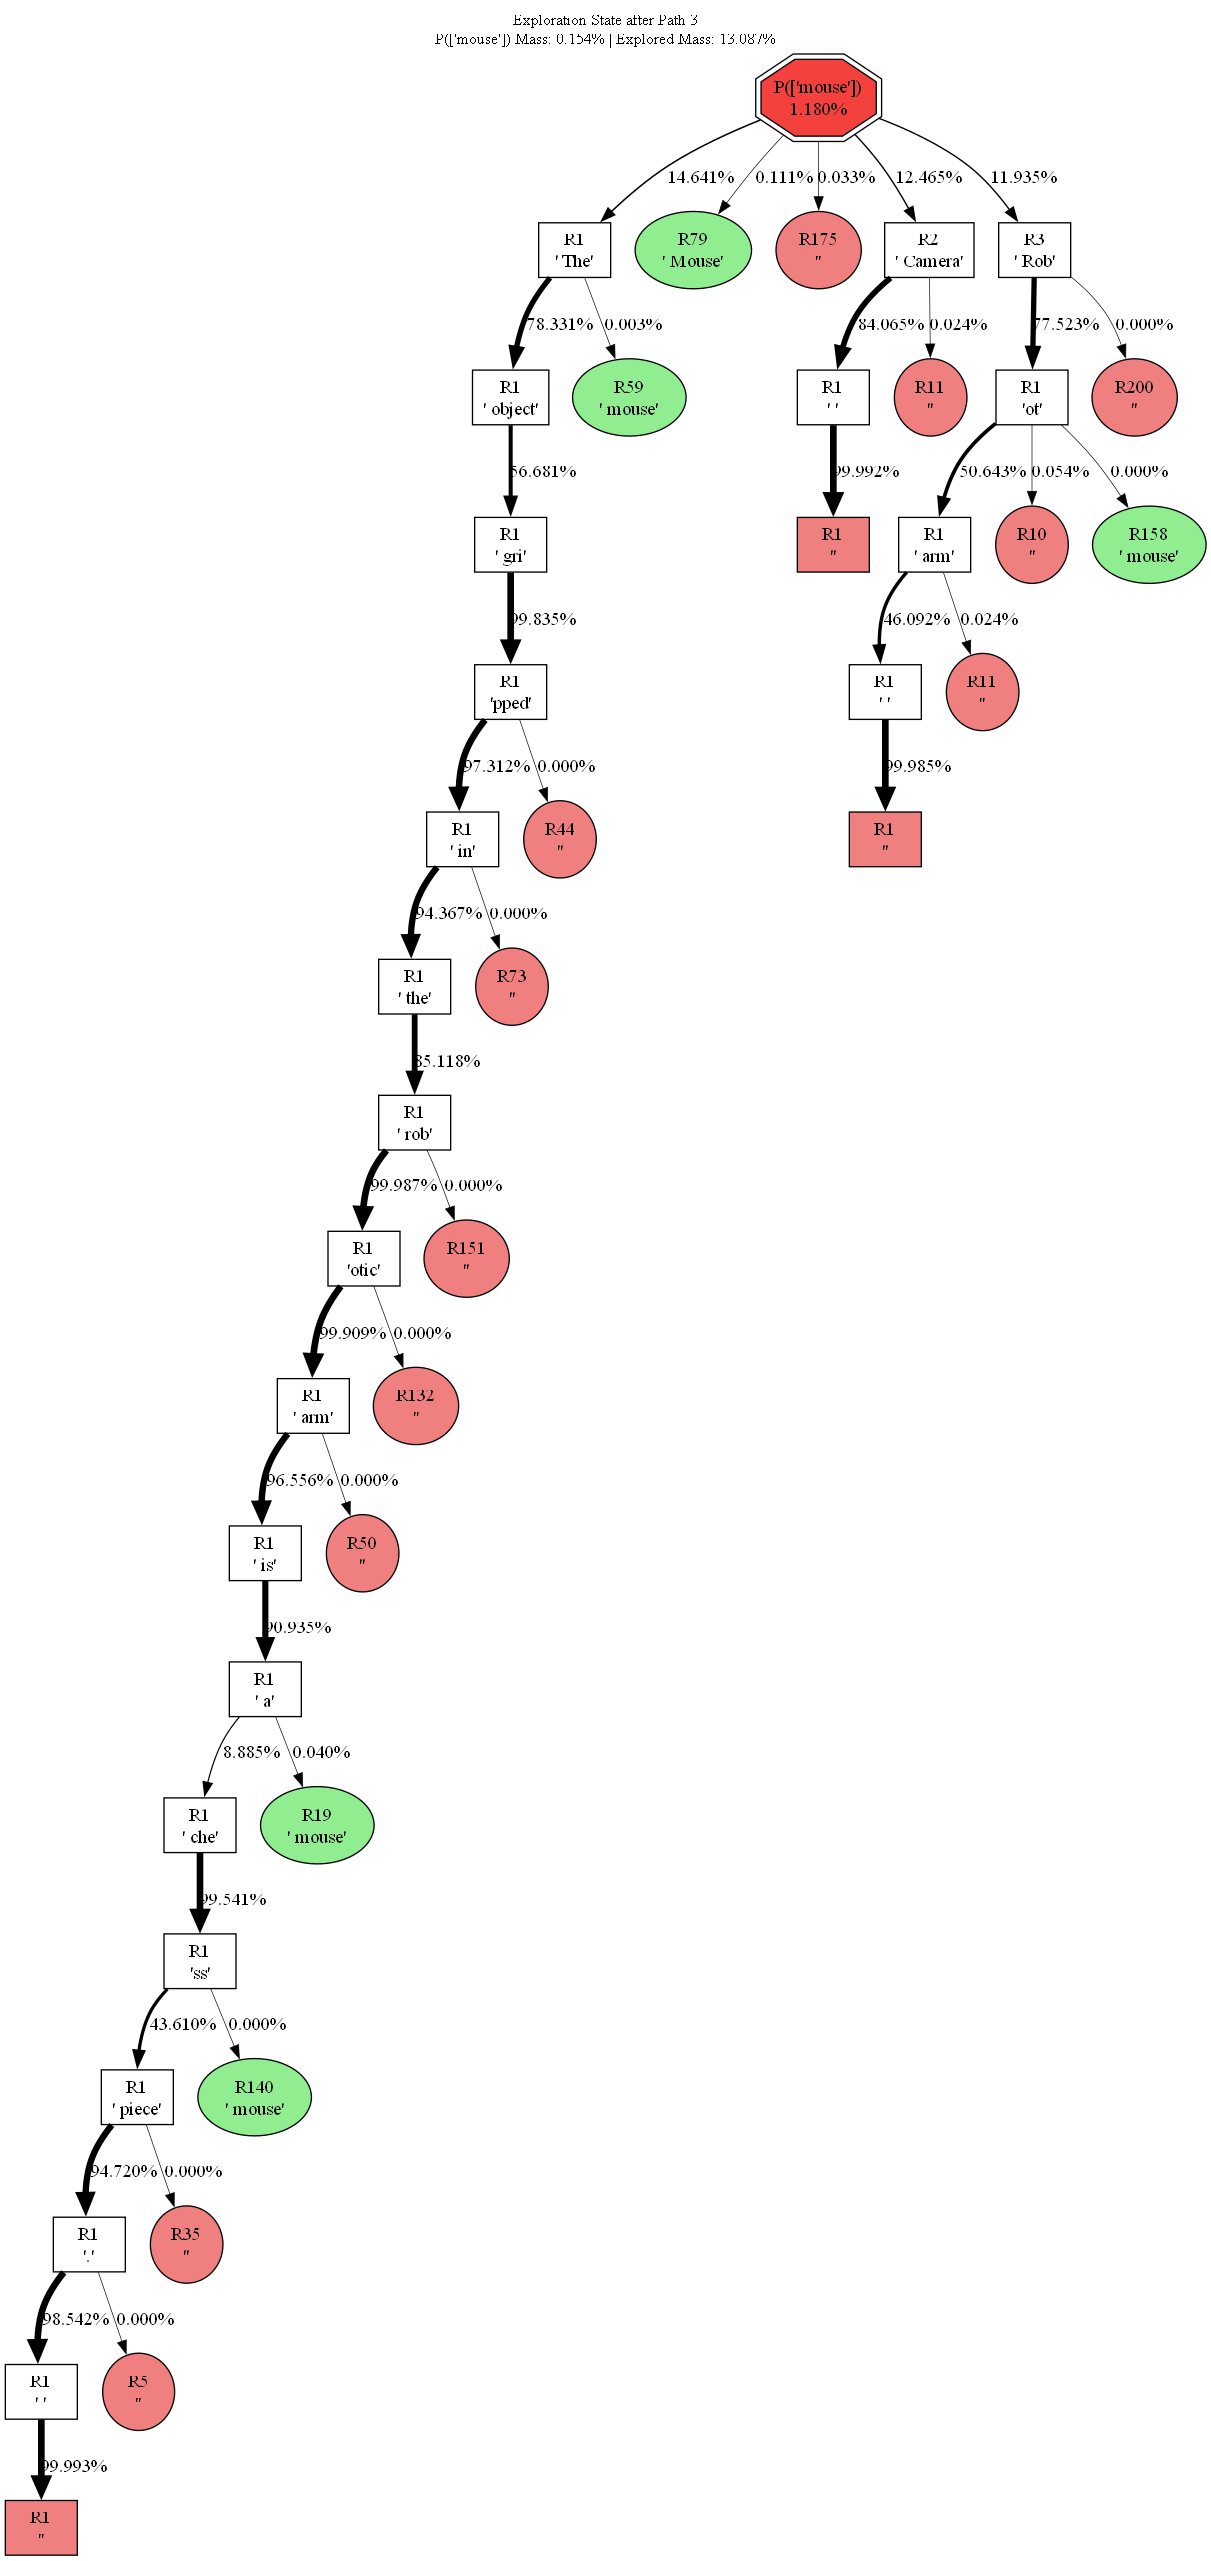 Exploration State after Path 3
P(['mouse']) Mass: 0.154% | Explored Mass: 13.087%
P(['mouse'])
1.180%
14.641%
0.111%
0.033%
12.465%
11.935%
R1
' The'
R79
' Mouse'
R175
''
R2
' Camera'
R3
' Rob'
78.331%
0.003%
84.065%
0.024%
77.523%
0.000%
R1
' object'
R59
' mouse'
R1
' '
R11
''
R1
'ot'
R200
''
56.681%
99.992%
50.643%
0.054%
0.000%
R1
' gri'
R1
''
R1
' arm'
R10
''
R158
' mouse'
99.835%
46.092%
0.024%
R1
'pped'
R1
' '
R11
''
97.312%
0.000%
99.985%
R1
' in'
R44
''
R1
''
94.367%
0.000%
R1
' the'
R73
''
85.118%
R1
' rob'
99.987%
0.000%
R1
'otic'
R151
''
99.909%
0.000%
R1
' arm'
R132
''
96.556%
0.000%
R1
' is'
R50
''
90.935%
R1
' a'
8.885%
0.040%
R1
' che'
R19
' mouse'
99.541%
R1
'ss'
43.610%
0.000%
R1
' piece'
R140
' mouse'
94.720%
0.000%
R1
'.'
R35
''
98.542%
0.000%
R1
' '
R5
''
99.993%
R1
''